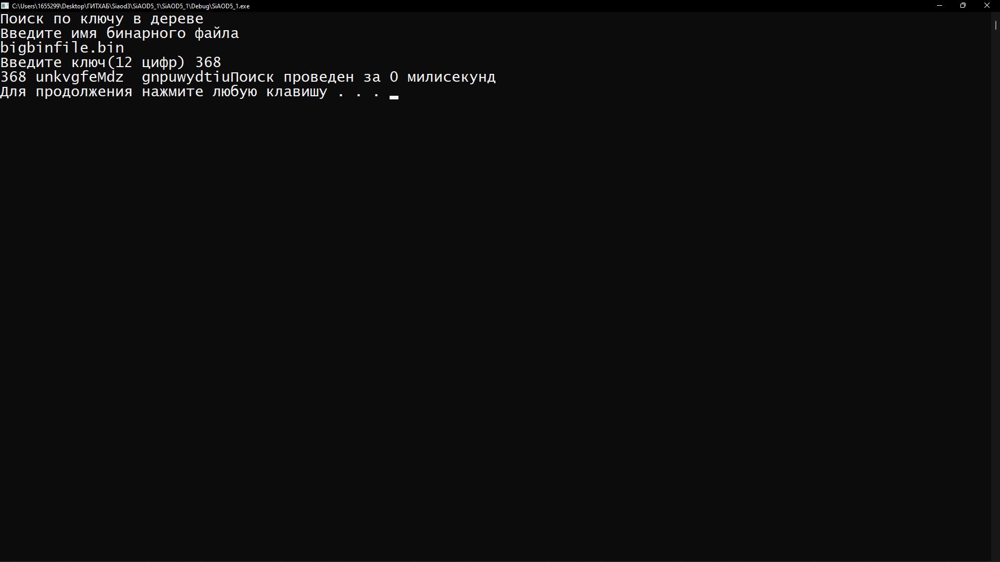 C:\Users\1655299\Desktop\ГИТХАБ\Siaod3\SiAOD5_1\SiAOD5_1\Debug\SiAOD5_1.exe
Поиск по ключу в дереве
Введите имя бинарного файла
bigbinfile.bin
Введите ключ(12 цифр) 368
368 unkvgfeMdz  gnpuwydtiuПоиск проведен за 0 милисекунд
Для продолжения нажмите любую клавишу . . .